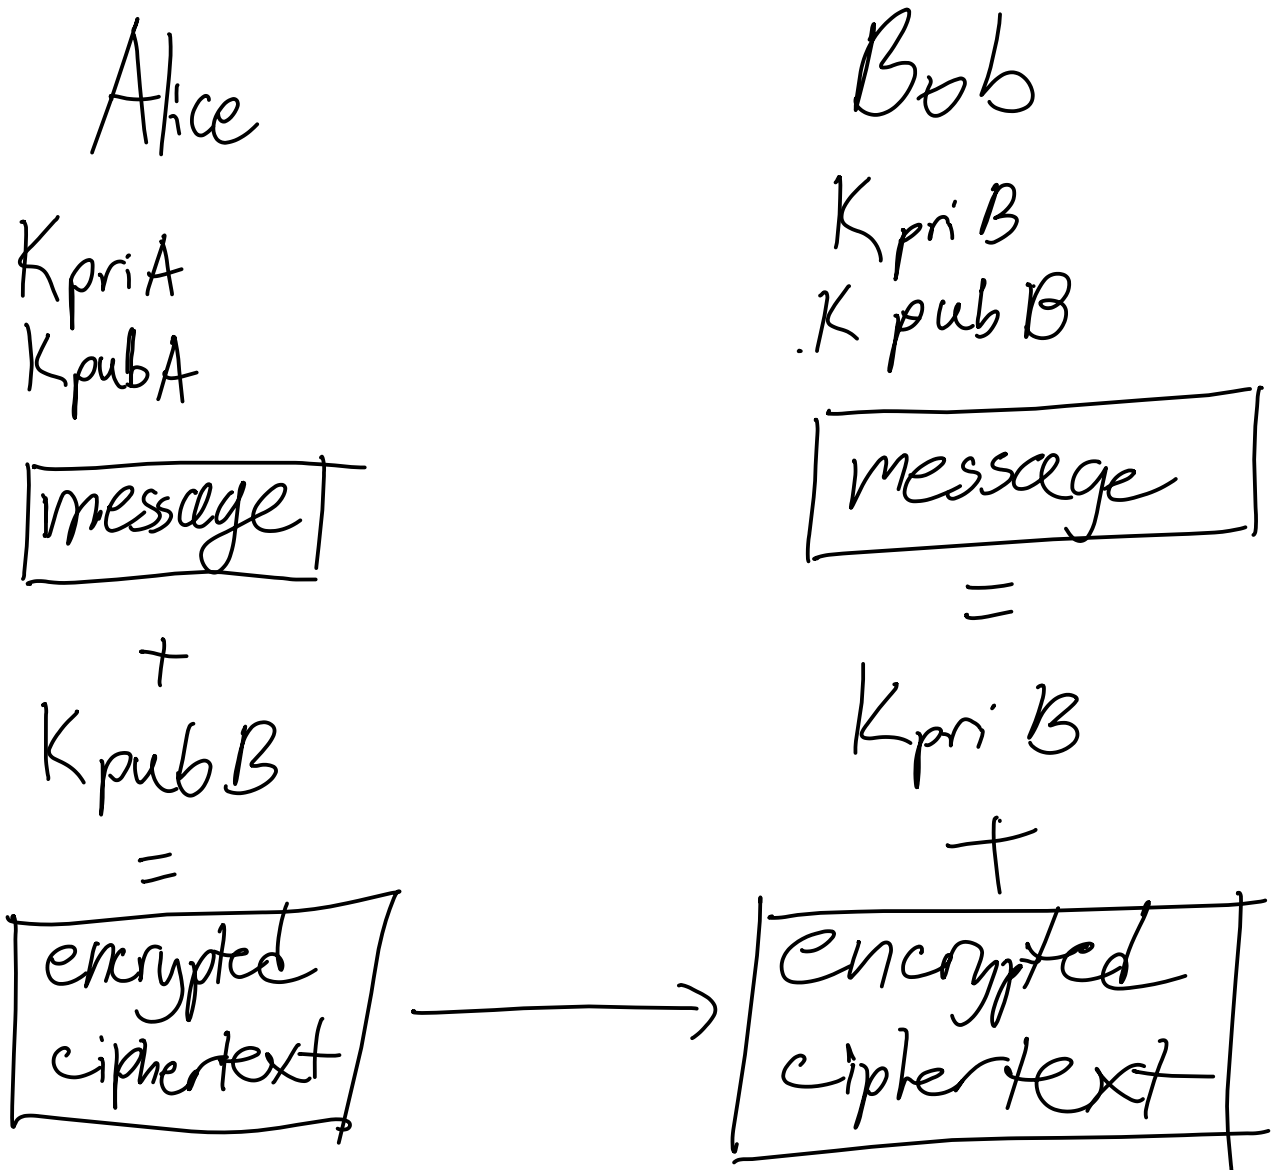 Alice
KpriA
KpubA
message
+
KpubB
=
encrypted
ciphertext
Bob
KpriB
KpubB
message
=
KpriB
+
encrypted
ciphertext